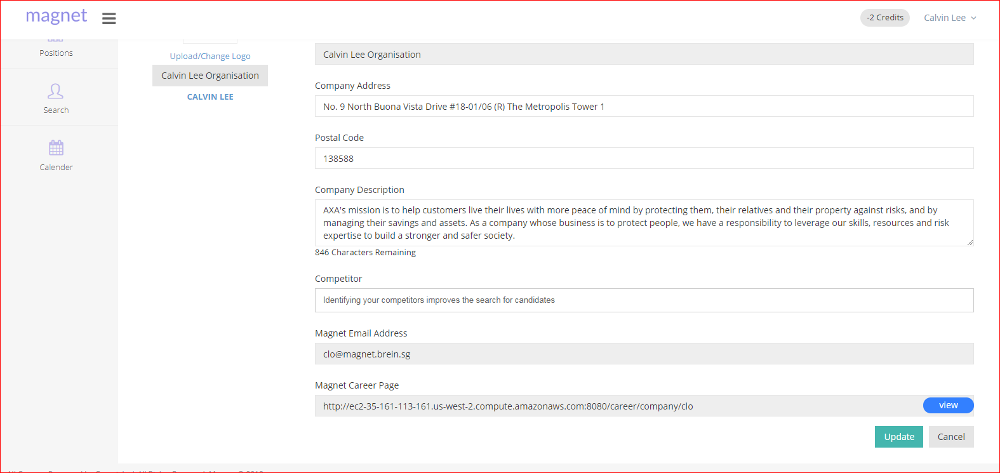 magnet
-2 Credits
Calvin Lee
Positions
Search
Calender
Upload/Change Logo
Calvin Lee Organisation
CALVIN LEE
Calvin Lee Organisation
Company Address
No. 9 North Buona Vista Drive #18-01/06 (R) The Metropolis Tower 1
Postal Code
138588
Company Description
AXA's mission is to help customers live their lives with more peace of mind by protecting them, their relatives and their property against risks, and by
managing their savings and assets. As a company whose business is to protect people, we have a responsibility to leverage our skills, resources and risk
expertise to build a stronger and safer society.
846 Characters Remaining
Competitor
Identifying your competitors improves the search for candidates
Magnet Email Address
clo@magnet.brein.sg
Magnet Career Page
http://ec2-35-161-113-161.us-west-2.compute.amazonaws.com:8080/career/company/clo
view
Update
Cancel